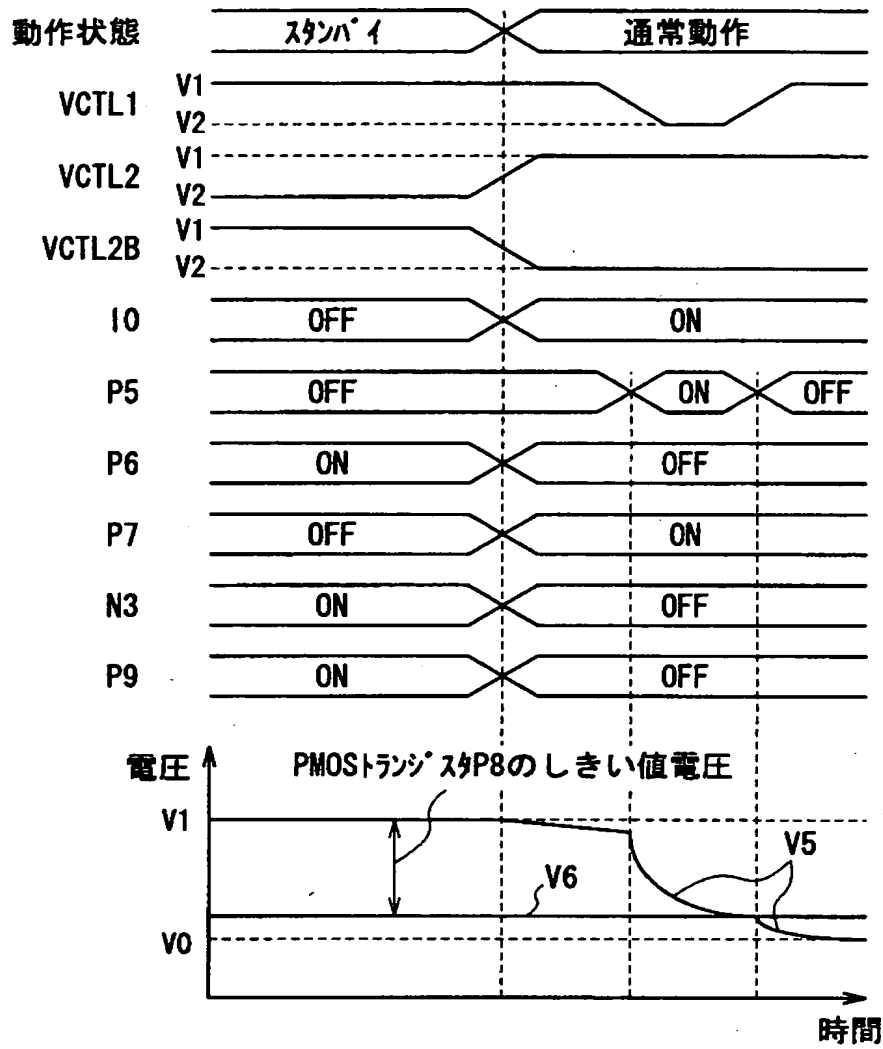 動作状態 スタンバイ 通常動作
VCTL1 V1
V2
VCTL2 V1
V2
VCTL2B V1
V2
I0 OFF ON
P5 OFF ON OFF
P6 ON OFF
P7 OFF ON
N3 ON OFF
P9 ON OFF
電圧 PMOSトランジスタP8のしきい値電圧
V1
V5
V6
V0
時間